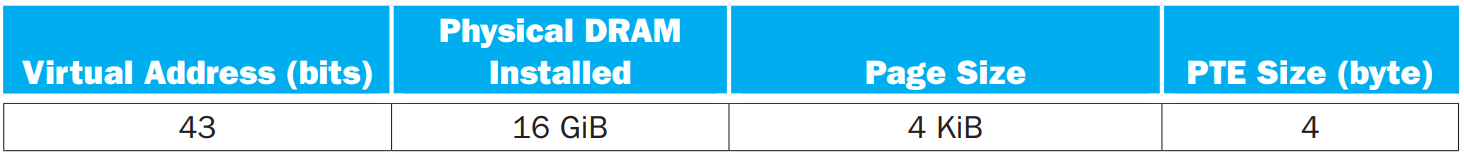 Virtual Address (bits) Physical DRAM Installed Page Size PTE Size (byte)
43 16 GiB 4 KiB 4